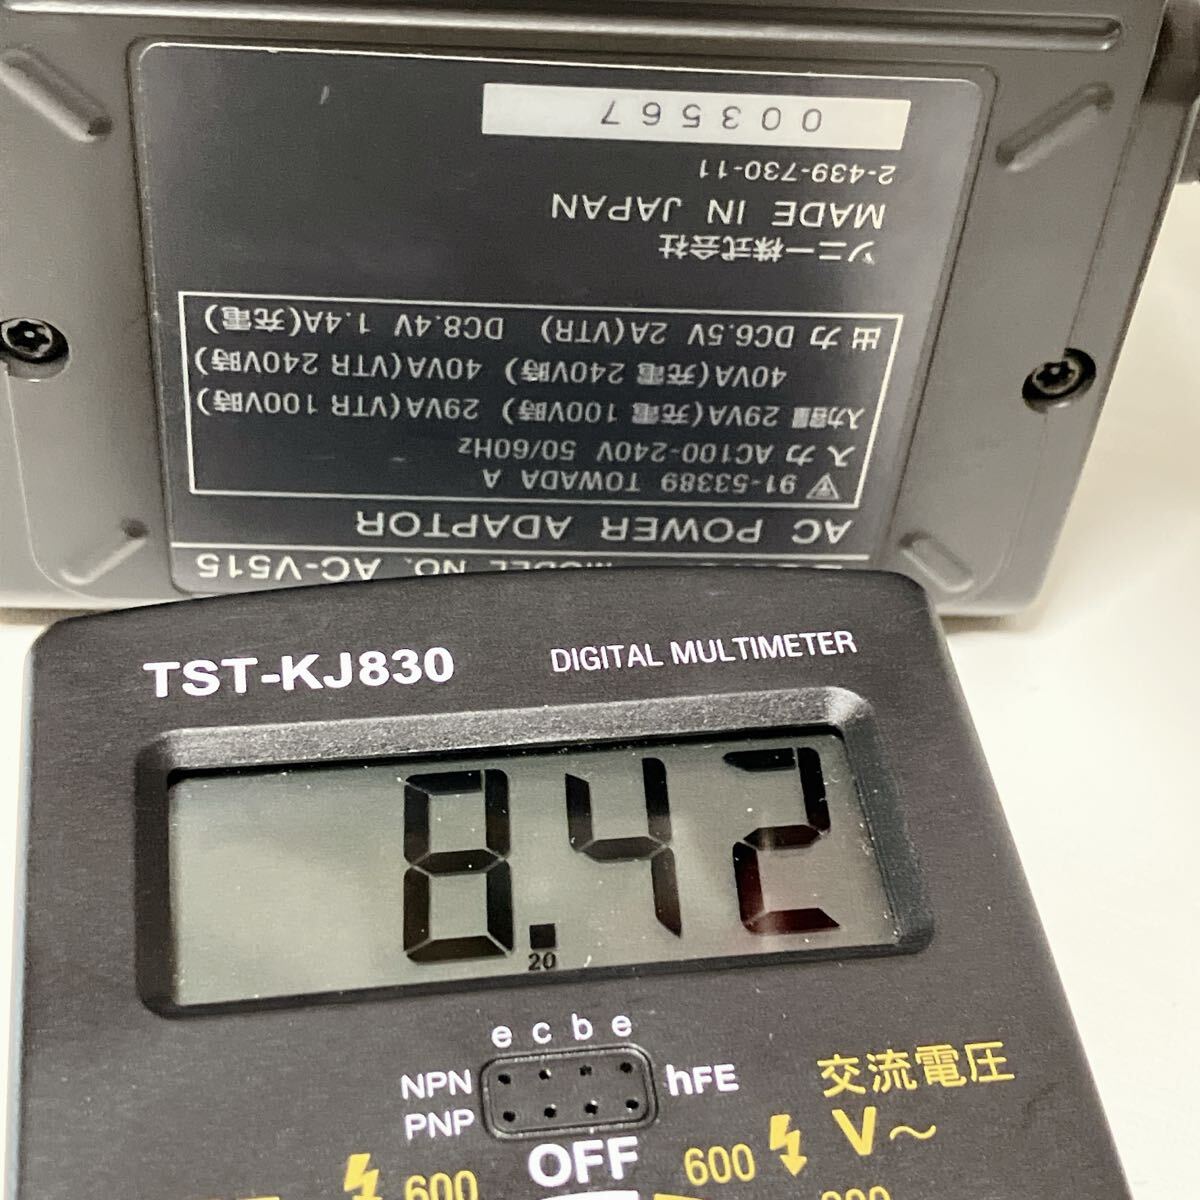 MODEL NO. AC-V515
AC POWER ADAPTOR
91-53389 TOWADA A
入力 AC100-240V 50/60Hz
入力容量 29VA(充電 100V時) 29VA(VTR 100V時)
40VA(充電 240V時) 40VA(VTR 240V時)
出力 DC6.5V 2A(VTR) DC8.4V 1.4A(充電)
ソニー株式会社
MADE IN JAPAN
2-439-730-11
003567
TST-KJ830
DIGITAL MULTIMETER
8.42
20
e c b e
NPN
PNP
hFE
交流電圧
V~
OFF
600
600